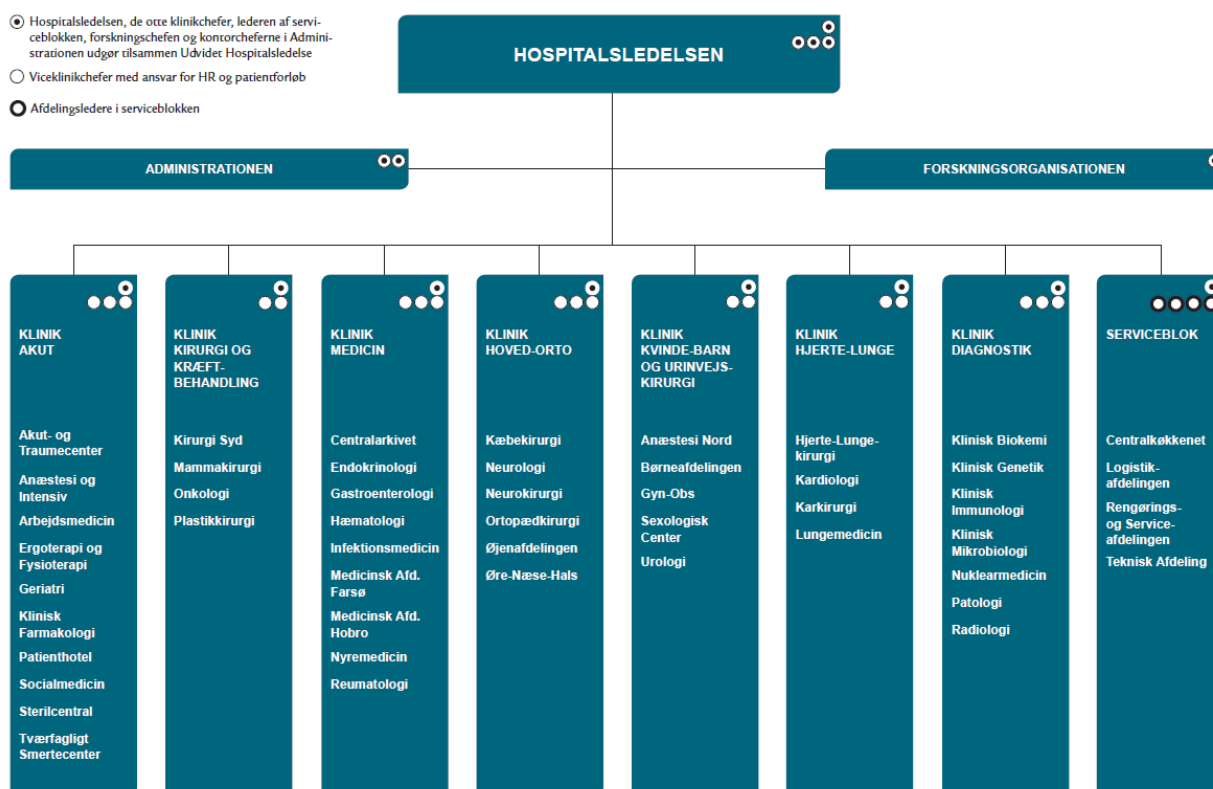 Hospitalsledelsen, de otte klinikchefer, lederen af servi-
ceblokken, forskningschefen og kontorcheferne i Admini-
strationen udgør tilsammen Udvidet Hospitalsledelse
Viceklinikchefer med ansvar for HR og patientforløb
Afdelingsledere i serviceblokken
HOSPITALSLEDELSEN
ADMINISTRATIONEN
FORSKNINGSORGANISATIONEN
KLINIK
AKUT
Akut- og
Traumecenter
Anæstesi og
Intensiv
Arbejdsmedicin
Ergoterapi og
Fysioterapi
Geriatri
Klinisk
Farmakologi
Patienthotel
Socialmedicin
Sterilcentral
Tværfagligt
Smertecenter
KLINIK
KIRURGI OG
KRÆFT-
BEHANDLING
Kirurgi Syd
Mammakirurgi
Onkologi
Plastikkirurgi
KLINIK
MEDICIN
Centralarkivet
Endokrinologi
Gastroenterologi
Hæmatologi
Infektionsmedicin
Medicinsk Afd.
Farsø
Medicinsk Afd.
Hobro
Nyremedicin
Reumatologi
KLINIK
HOVED-ORTO
Kæbekirurgi
Neurologi
Neurokirurgi
Ortopædkirurgi
Øjenafdelingen
Øre-Næse-Hals
KLINIK
KVINDE-BARN
OG URINVEJS-
KIRURGI
Anæstesi Nord
Børneafdelingen
Gyn-Obs
Sexologisk
Center
Urologi
KLINIK
HJERTE-LUNGE
Hjerte-Lunge-
kirurgi
Kardiologi
Karkirurgi
Lungemedicin
KLINIK
DIAGNOSTIK
Klinisk Biokemi
Klinisk Genetik
Klinisk
Immunologi
Klinisk
Mikrobiologi
Nuklearmedicin
Patologi
Radiologi
SERVICEBLOK
Centralkøkkenet
Logistik-
afdelingen
Rengørings-
og Service-
afdelingen
Teknisk Afdeling